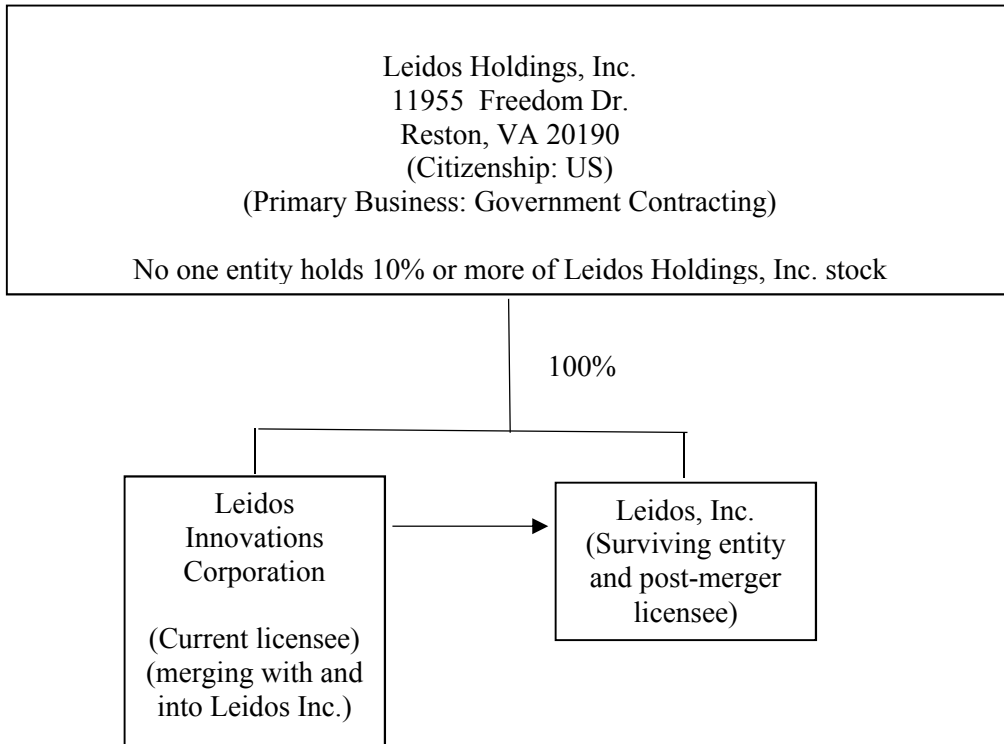 Leidos Holdings, Inc.
11955 Freedom Dr.
Reston, VA 20190
(Citizenship: US)
(Primary Business: Government Contracting)
No one entity holds 10% or more of Leidos Holdings, Inc. stock
100%
Leidos
Innovations
Corporation
(Current licensee)
(merging with and
into Leidos Inc.)
Leidos, Inc.
(Surviving entity
and post-merger
licensee)